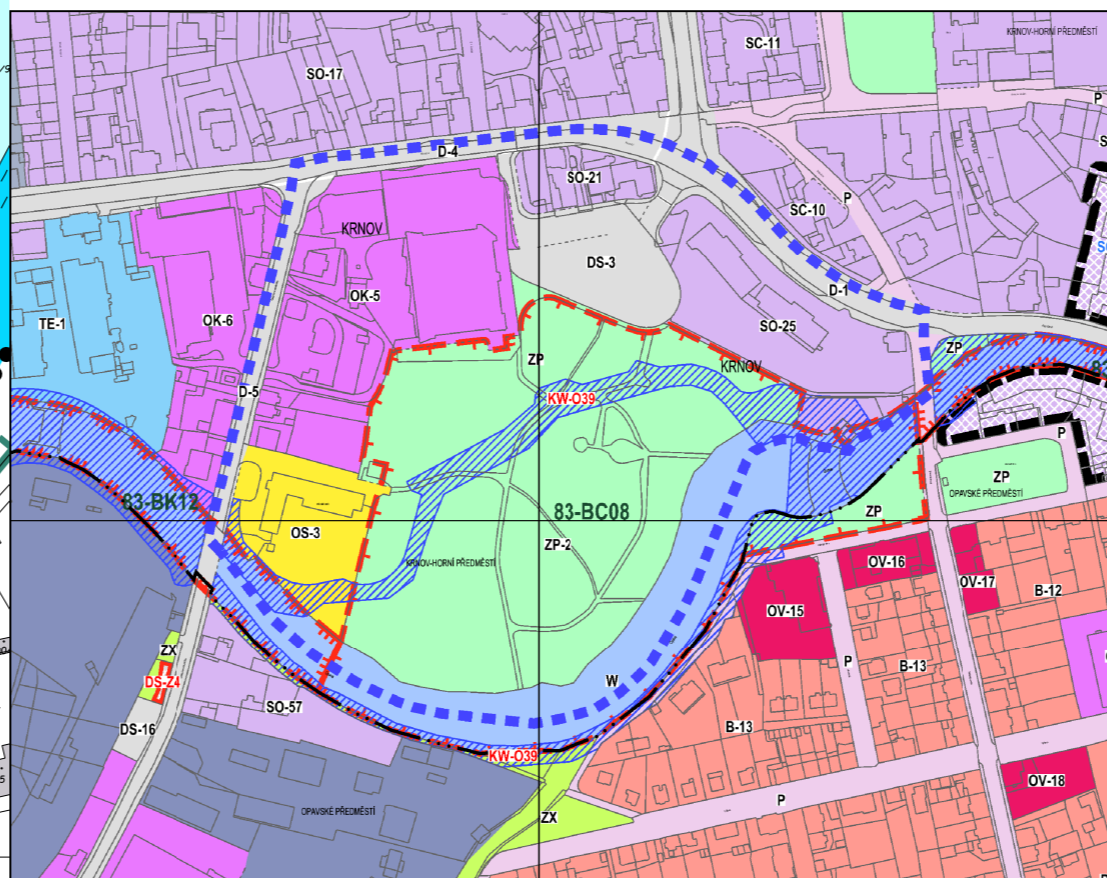 KRNOV-HORNÍ PŘEDMĚSTÍ
SC-11
SO-17
P
D-4
SO-21
SC-10
P
KRNOV
DS-3
D-1
OK-5
OK-6
TE-1
SO-25
ZP
ZP
KRNOV
D-5
KW-O39
P
ZP
OPAVSKÉ PŘEDMĚSTÍ
83-BK12
83-BC08
ZP
OS-3
ZP-2
KRNOV-HORNÍ PŘEDMĚSTÍ
OV-16
OV-17
B-12
OV-15
ZX
P
B-13
DS-Z4
W
SO-57
DS-16
B-13
KW-O39
OV-18
P
OPAVSKÉ PŘEDMĚSTÍ
ZX